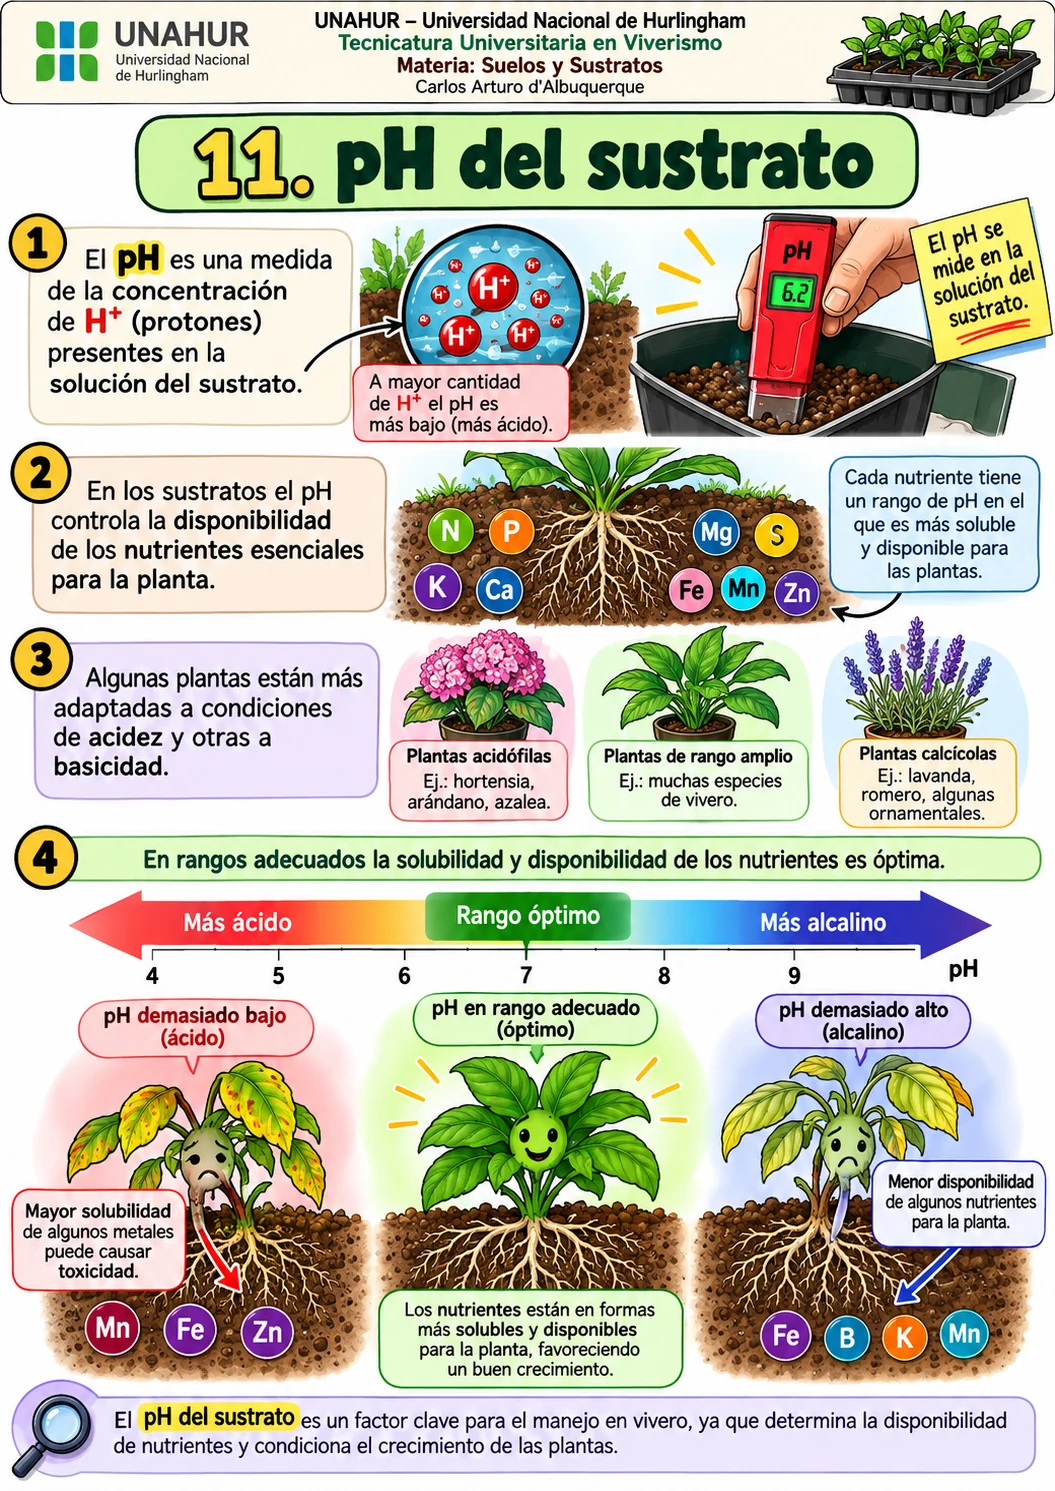 UNAHUR
Universidad Nacional
de Hurlingham
UNAHUR – Universidad Nacional de Hurlingham
Tecnicatura Universitaria en Viverismo
Materia: Suelos y Sustratos
Carlos Arturo d'Albuquerque
11. pH del sustrato
1
El pH es una medida
de la concentración
de H⁺ (protones)
presentes en la
solución del sustrato.
H⁺
H⁺
H⁺
H⁺
H⁺
H⁺
A mayor cantidad
de H⁺ el pH es
más bajo (más ácido).
pH
6.2
El pH se
mide en la
solución del
sustrato.
2
En los sustratos el pH
controla la disponibilidad
de los nutrientes esenciales
para la planta.
N P Mg S
K Ca Fe Mn Zn
Cada nutriente tiene
un rango de pH en el
que es más soluble
y disponible para
las plantas.
3
Algunas plantas están más
adaptadas a condiciones
de acidez y otras a
basicidad.
Plantas acidófilas
Ej.: hortensia,
arándano, azalea.
Plantas de rango amplio
Ej.: muchas especies
de vivero.
Plantas calcícolas
Ej.: lavanda,
romero, algunas
ornamentales.
4
En rangos adecuados la solubilidad y disponibilidad de los nutrientes es óptima.
Más ácido Rango óptimo Más alcalino
4 5 6 7 8 9 pH
pH demasiado bajo
(ácido)
pH en rango adecuado
(óptimo)
pH demasiado alto
(alcalino)
Mayor solubilidad
de algunos metales
puede causar
toxicidad.
Mn Fe Zn
Los nutrientes están en formas
más solubles y disponibles
para la planta, favoreciendo
un buen crecimiento.
Menor disponibilidad
de algunos nutrientes
para la planta.
Fe B K Mn
El pH del sustrato es un factor clave para el manejo en vivero, ya que determina la disponibilidad
de nutrientes y condiciona el crecimiento de las plantas.